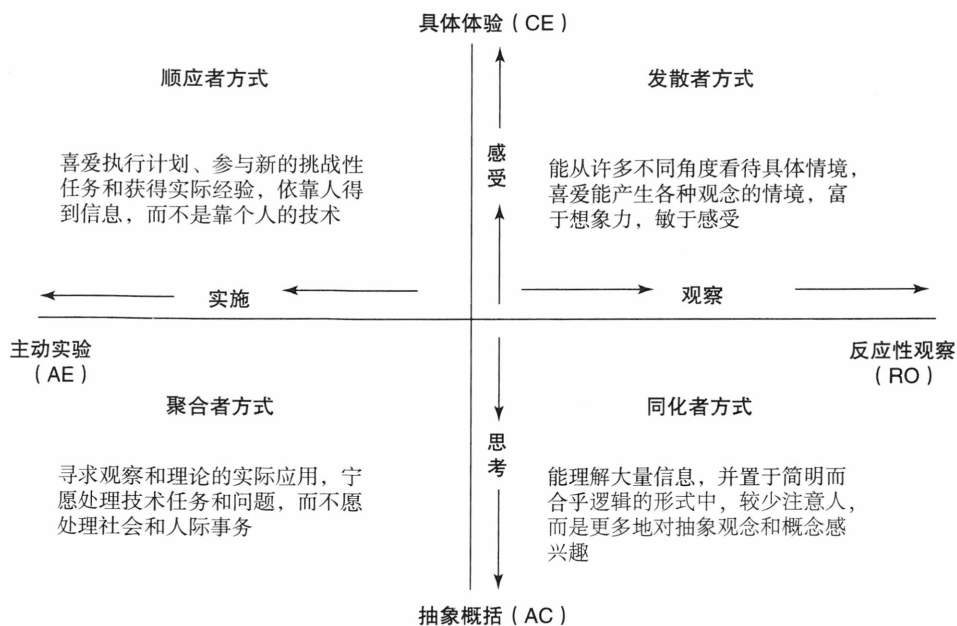 具体体验（CE）
顺应者方式
发散者方式
喜爱执行计划、参与新的挑战性
任务和获得实际经验，依靠人得
到信息，而不是靠个人的技术
感受
能从许多不同角度看待具体情境，
喜爱能产生各种观念的情境，富
于想象力，敏于感受
实施
观察
主动实验
（AE）
反应性观察
（RO）
聚合者方式
同化者方式
思考
寻求观察和理论的实际应用，宁
愿处理技术任务和问题，而不愿
处理社会和人际事务
能理解大量信息，并置于简明而
合乎逻辑的形式中，较少注意人，
而是更多地对抽象观念和概念感
兴趣
抽象概括（AC）